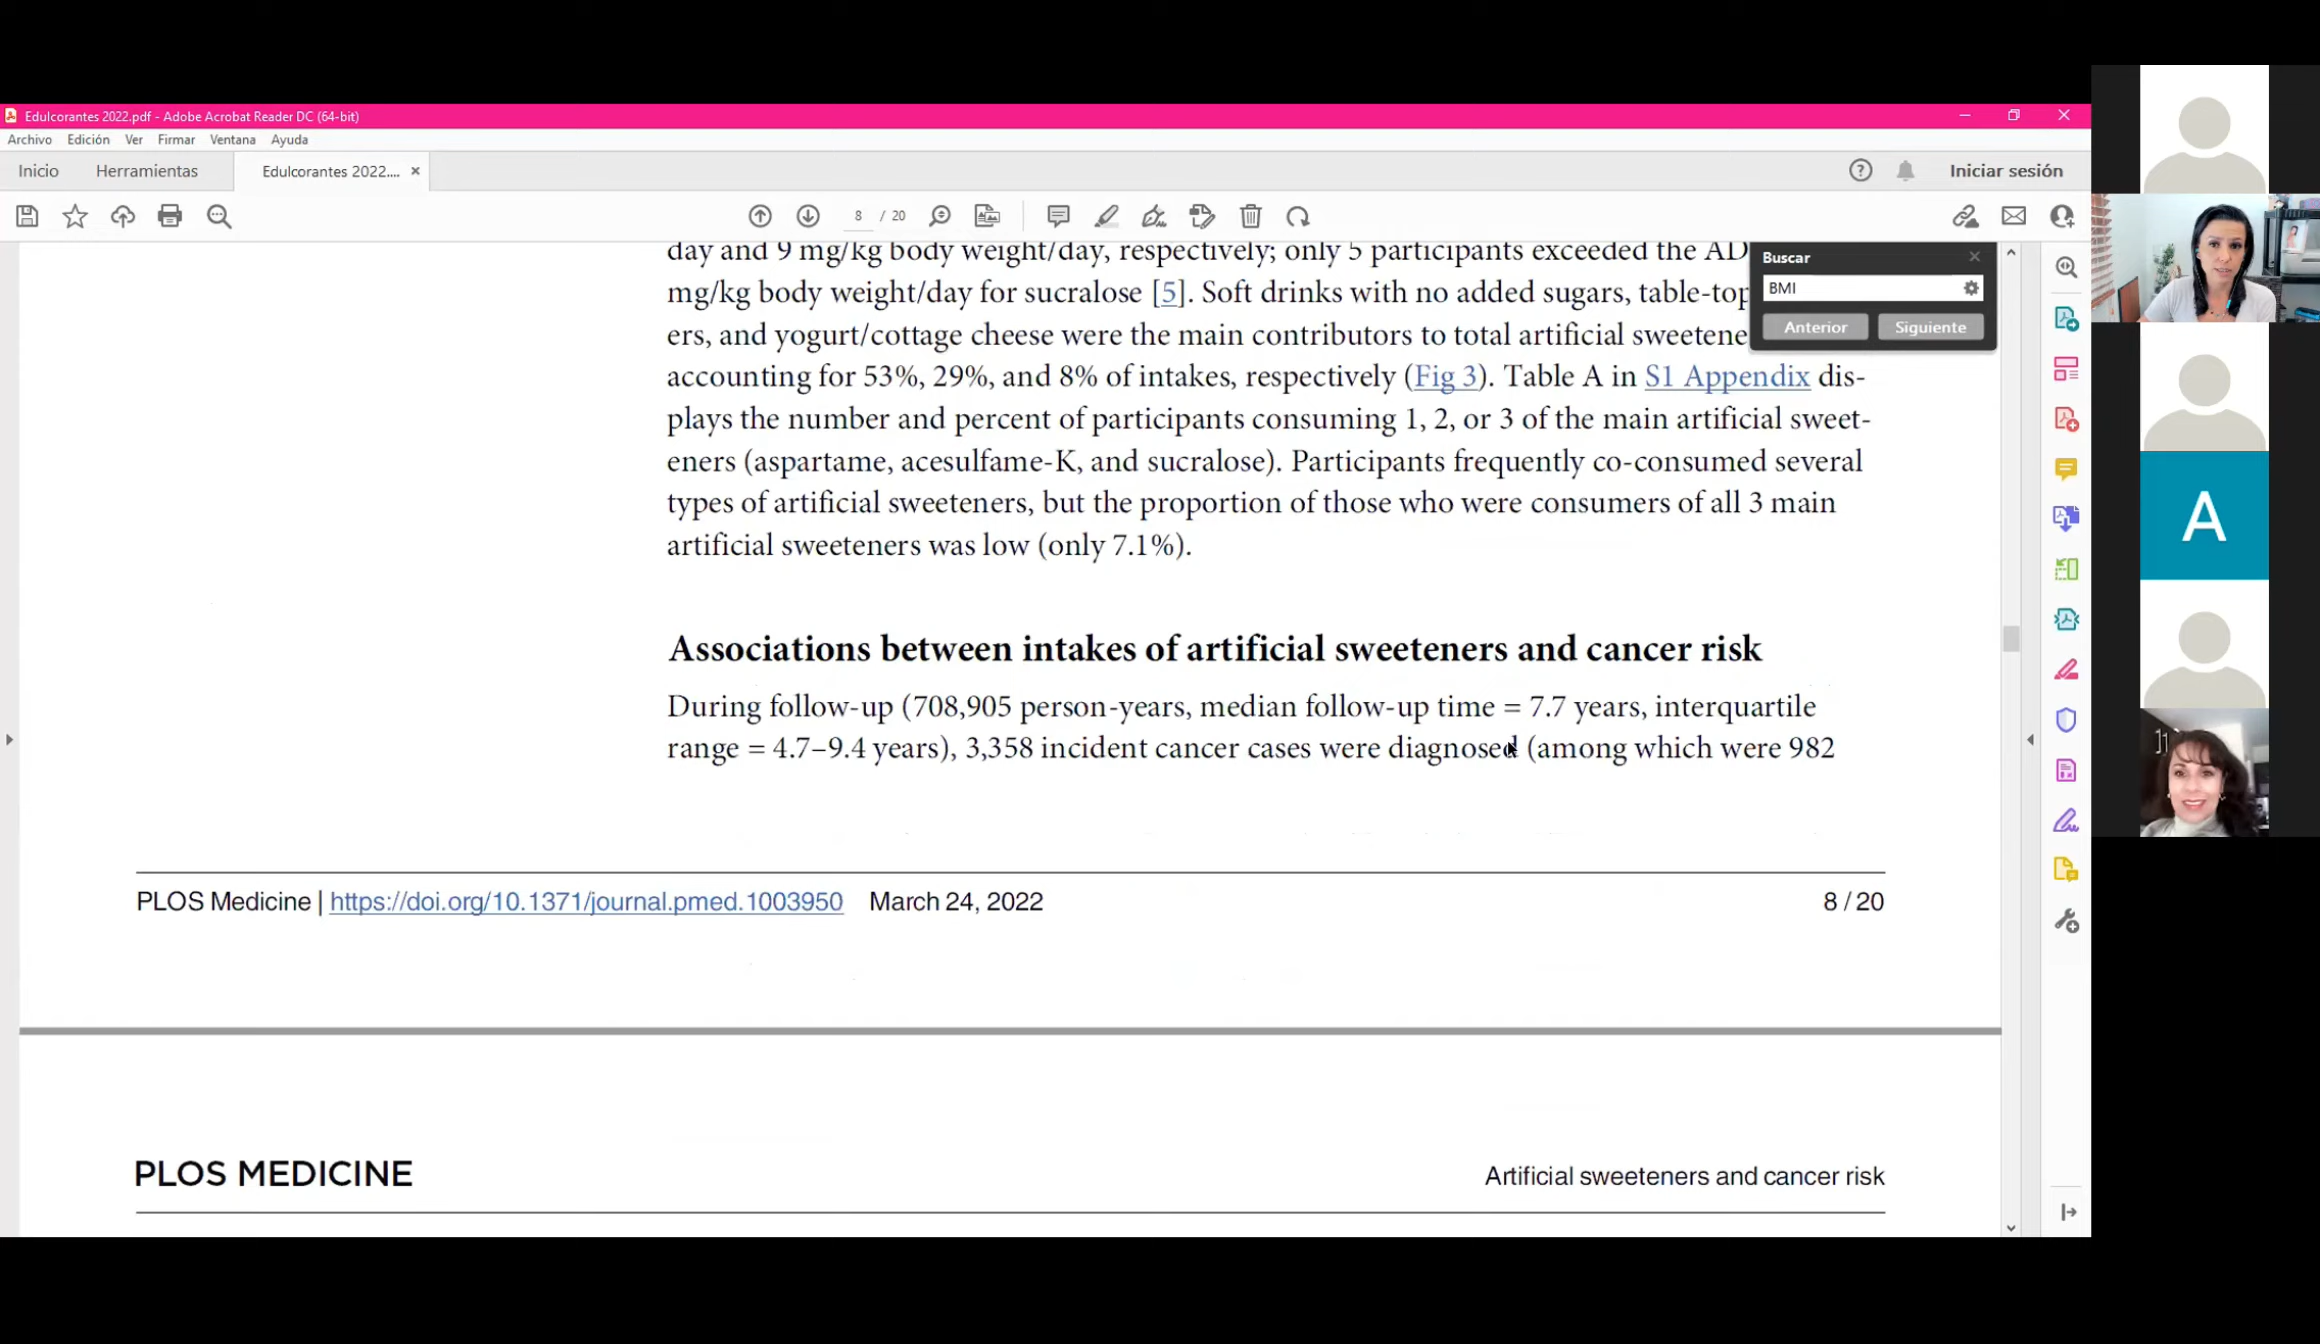 Edulcorantes 2022.pdf - Adobe Acrobat Reader DC (64-bit)
Archivo Edición Ver Firmar Ventana Ayuda
Inicio Herramientas Edulcorantes 2022.... × Iniciar sesión
8 / 20
day and 9 mg/kg body weight/day, respectively; only 5 participants exceeded the AD
Buscar
BMI
Anterior Siguiente
mg/kg body weight/day for sucralose [5]. Soft drinks with no added sugars, table-top
ers, and yogurt/cottage cheese were the main contributors to total artificial sweetene
accounting for 53%, 29%, and 8% of intakes, respectively (Fig 3). Table A in S1 Appendix dis-
plays the number and percent of participants consuming 1, 2, or 3 of the main artificial sweet-
eners (aspartame, acesulfame-K, and sucralose). Participants frequently co-consumed several
types of artificial sweeteners, but the proportion of those who were consumers of all 3 main
artificial sweeteners was low (only 7.1%).
Associations between intakes of artificial sweeteners and cancer risk
During follow-up (708,905 person-years, median follow-up time = 7.7 years, interquartile
range = 4.7–9.4 years), 3,358 incident cancer cases were diagnosed (among which were 982
PLOS Medicine | https://doi.org/10.1371/journal.pmed.1003950 March 24, 2022 8 / 20
PLOS MEDICINE Artificial sweeteners and cancer risk
A